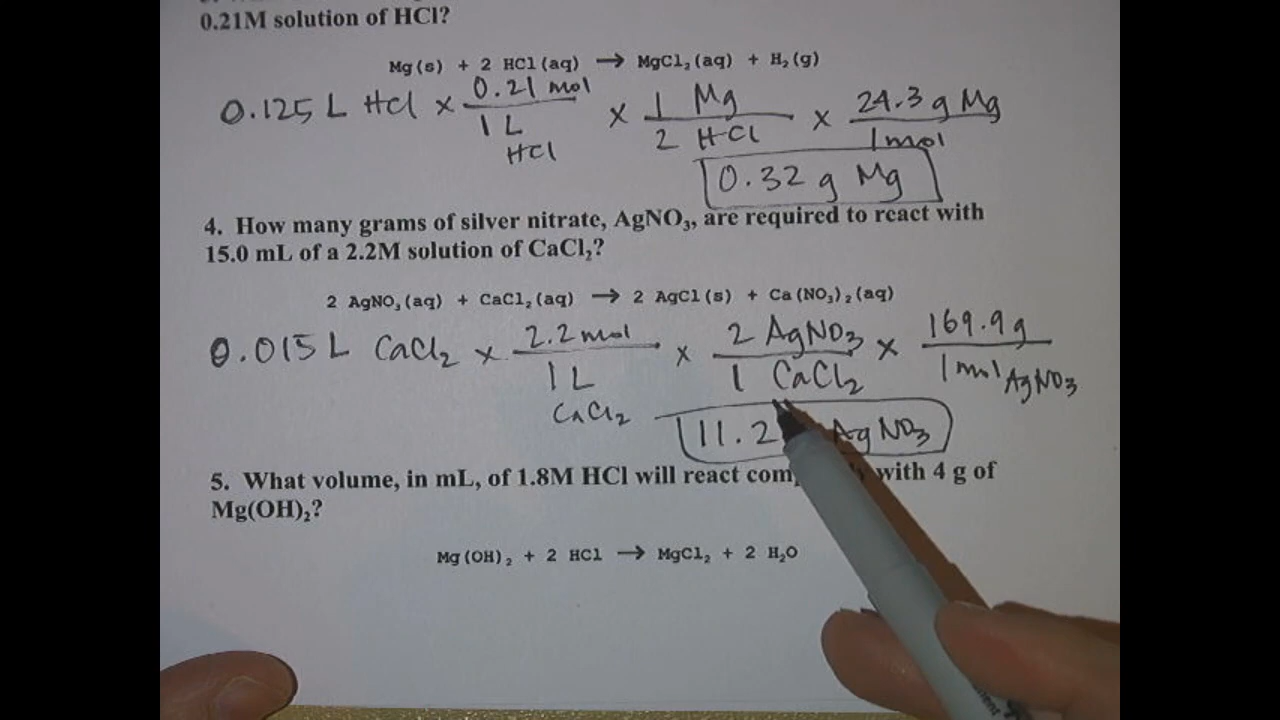 0.21M solution of HCl?
Mg(s) + 2 HCl(aq) → MgCl₂(aq) + H₂(g)
0.125 L HCl x 0.21 mol / 1 L HCl x 1 Mg / 2 HCl x 24.3 g Mg / 1 mol
0.32 g Mg
4. How many grams of silver nitrate, AgNO₃, are required to react with
15.0 mL of a 2.2M solution of CaCl₂?
2 AgNO₃(aq) + CaCl₂(aq) → 2 AgCl(s) + Ca(NO₃)₂(aq)
0.015 L CaCl₂ x 2.2 mol / 1 L CaCl₂ x 2 AgNO₃ / 1 CaCl₂ x 169.9 g / 1 mol AgNO₃
11.2 AgNO₃
5. What volume, in mL, of 1.8M HCl will react with 4 g of
Mg(OH)₂?
Mg(OH)₂ + 2 HCl → MgCl₂ + 2 H₂O